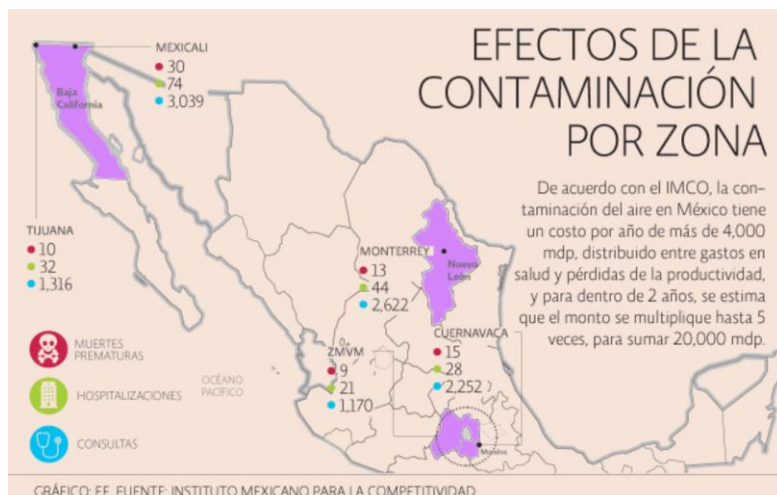 EFECTOS DE LA
CONTAMINACIÓN
POR ZONA
De acuerdo con el IMCO, la con-
taminación del aire en México tiene
un costo por año de más de 4,000
mdp, distribuido entre gastos en
salud y pérdidas de la productividad,
y para dentro de 2 años, se estima
que el monto se multiplique hasta 5
veces, para sumar 20,000 mdp.
MEXICALI
30
74
3,039
Baja
California
TIJUANA
10
32
1,316
MONTERREY
13
44
2,622
Nuevo
León
CUERNAVACA
15
28
2,252
ZMVM
9
21
1,170
Morelos
OCÉANO
PACÍFICO
MUERTES
PREMATURAS
HOSPITALIZACIONES
CONSULTAS
GRÁFICO: EE. FUENTE: INSTITUTO MEXICANO PARA LA COMPETITIVIDAD